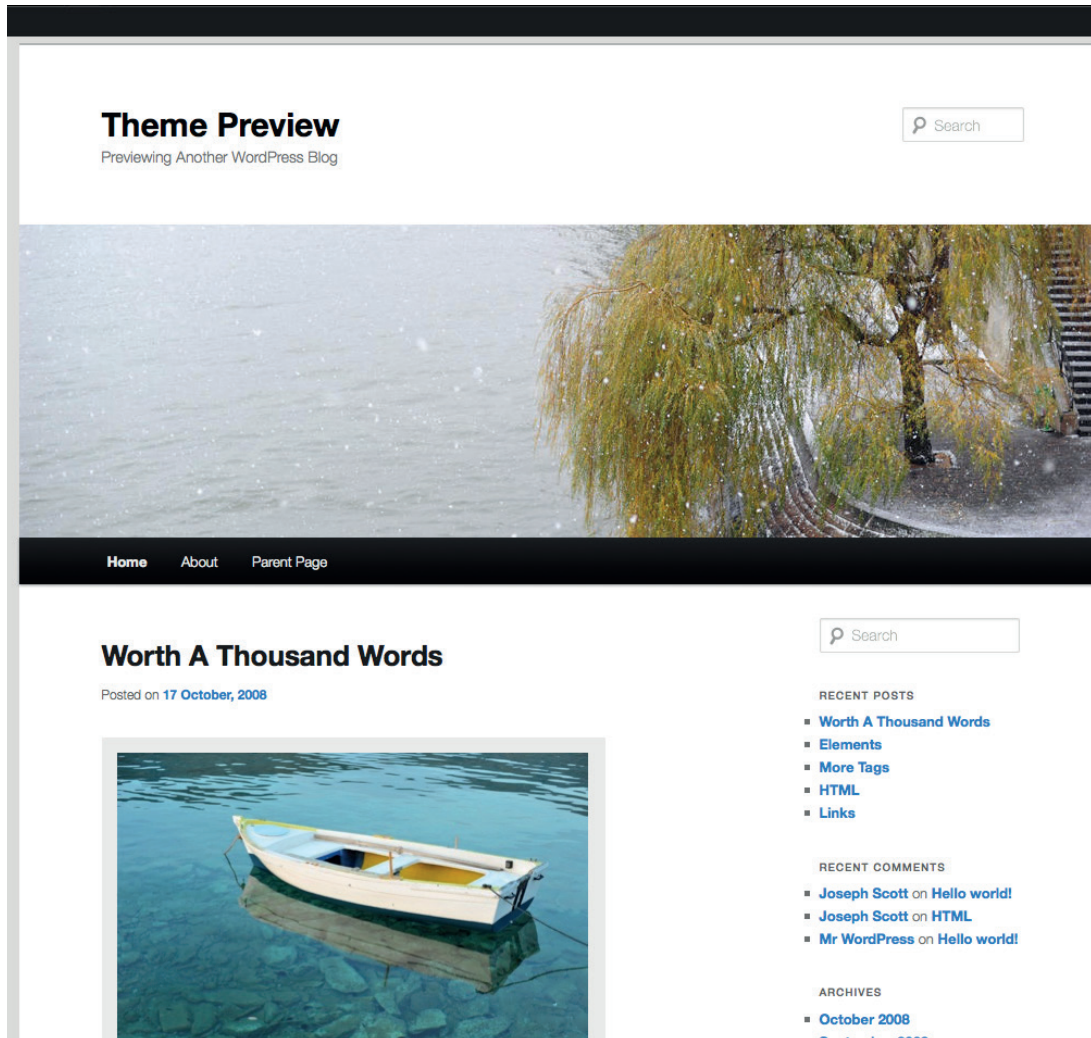 Theme Preview
Previewing Another WordPress Blog
Search
Home About Parent Page
Worth A Thousand Words
Posted on 17 October, 2008
Search
RECENT POSTS
Worth A Thousand Words
Elements
More Tags
HTML
Links
RECENT COMMENTS
Joseph Scott on Hello world!
Joseph Scott on HTML
Mr WordPress on Hello world!
ARCHIVES
October 2008